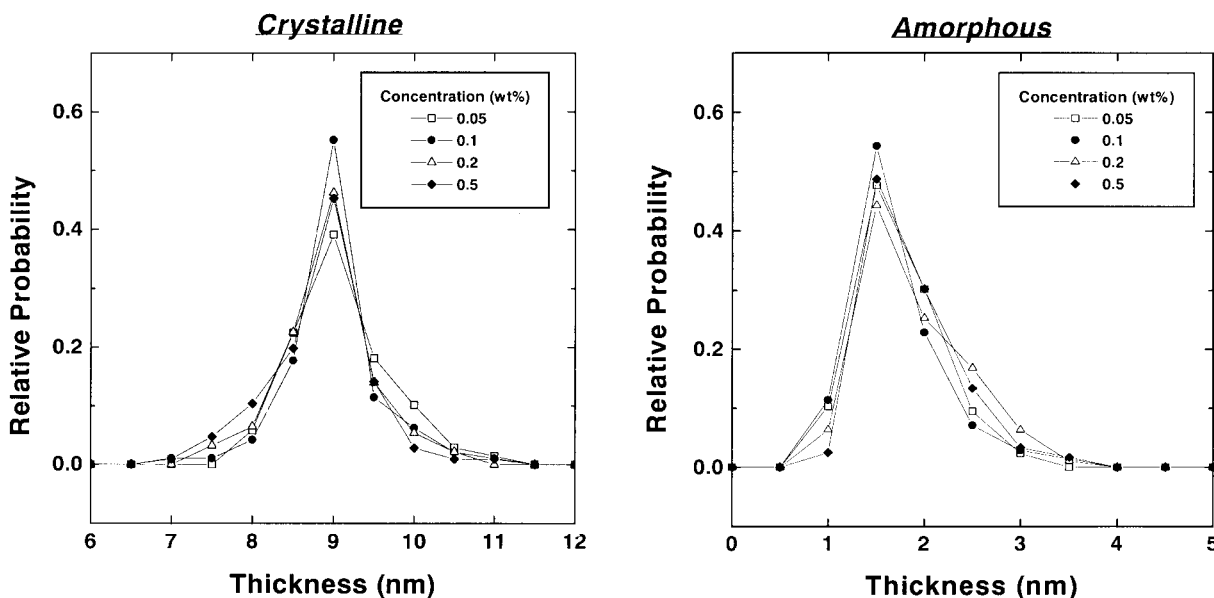 Crystalline
Relative Probability
0.6
0.4
0.2
0.0
Concentration (wt%)
0.05
0.1
0.2
0.5
6 7 8 9 10 11 12
Thickness (nm)
Amorphous
Relative Probability
0.6
0.4
0.2
0.0
Concentration (wt%)
0.05
0.1
0.2
0.5
0 1 2 3 4 5
Thickness (nm)